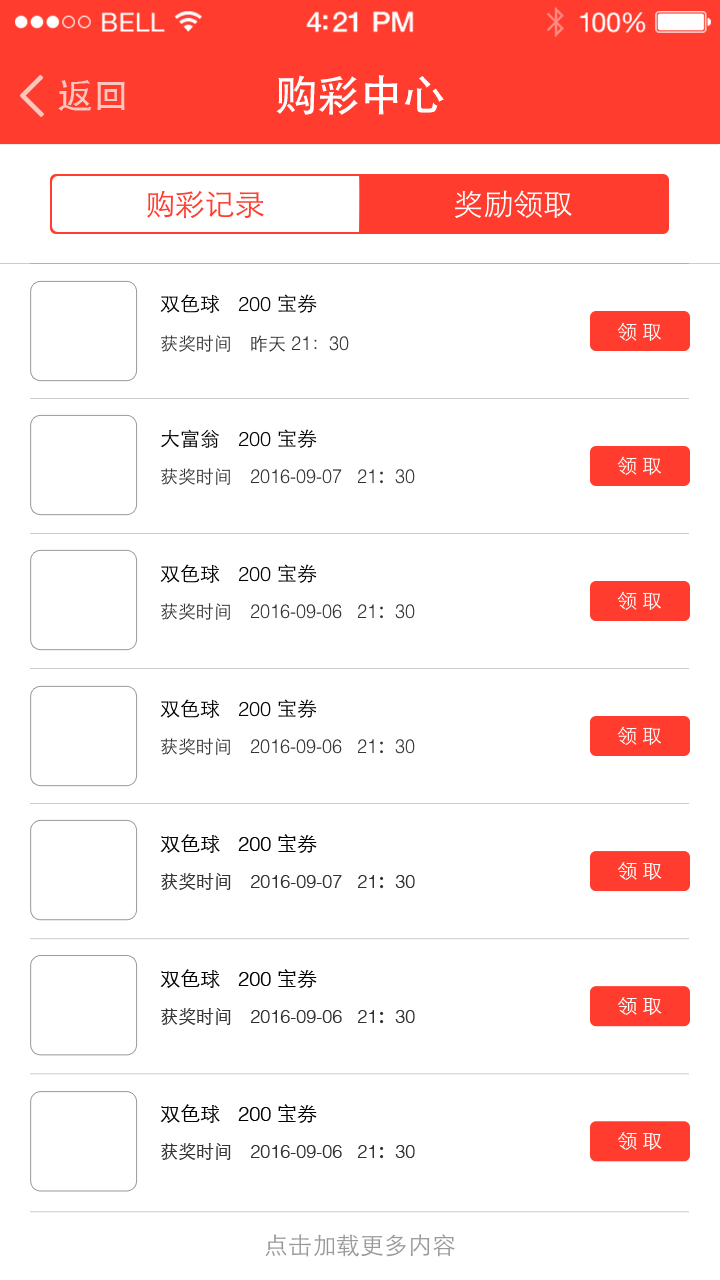 BELL 4:21 PM 100%
返回 购彩中心
购彩记录 奖励领取
双色球 200 宝券
获奖时间 昨天 21：30
领取
大富翁 200 宝券
获奖时间 2016-09-07 21：30
领取
双色球 200 宝券
获奖时间 2016-09-06 21：30
领取
双色球 200 宝券
获奖时间 2016-09-06 21：30
领取
双色球 200 宝券
获奖时间 2016-09-07 21：30
领取
双色球 200 宝券
获奖时间 2016-09-06 21：30
领取
双色球 200 宝券
获奖时间 2016-09-06 21：30
领取
点击加载更多内容